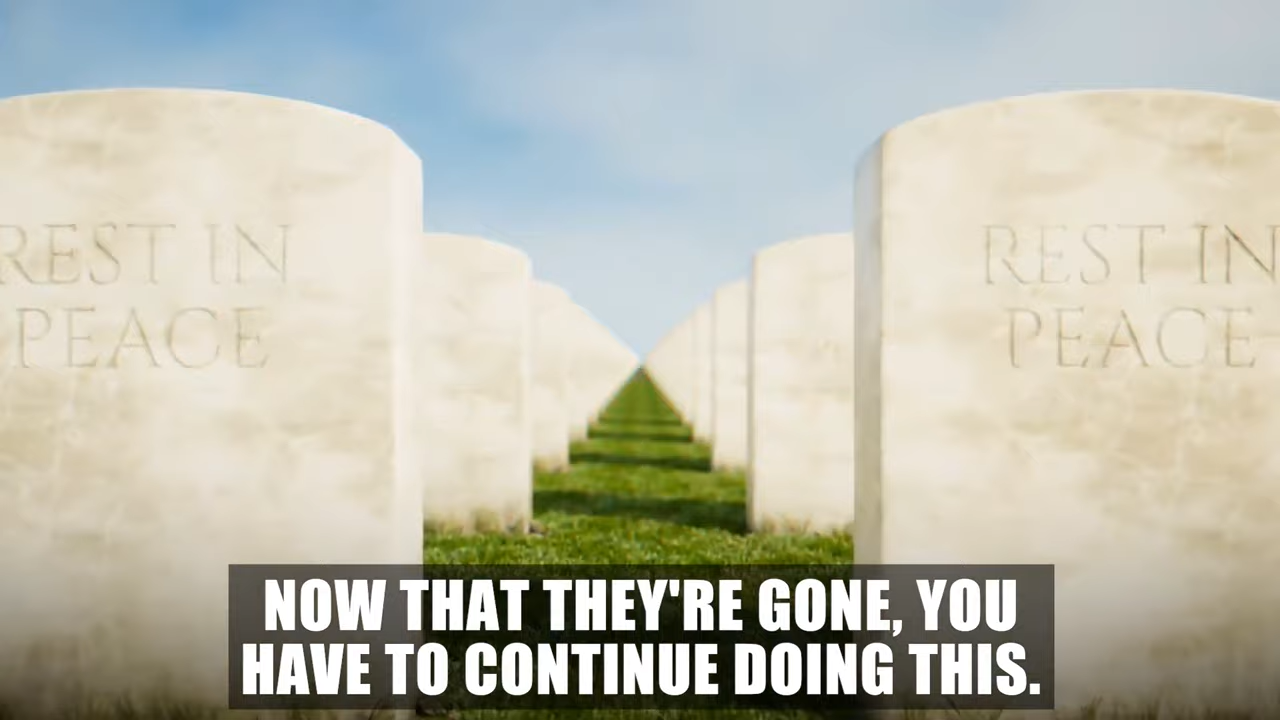 REST IN
PEACE
REST IN
PEACE
NOW THAT THEY'RE GONE, YOU
HAVE TO CONTINUE DOING THIS.